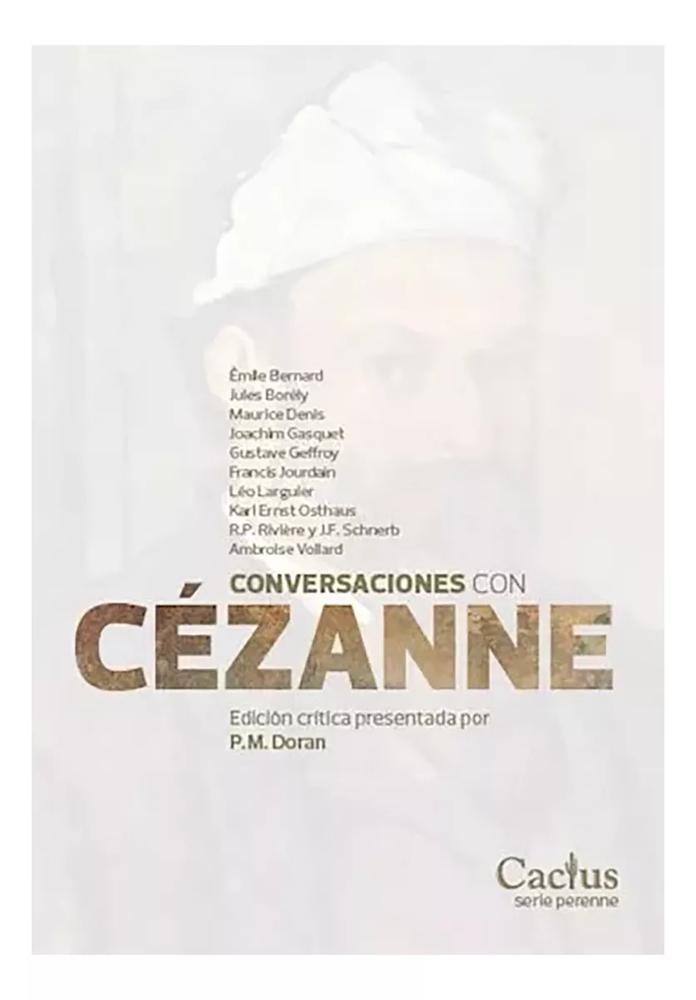 Émile Bernard
Jules Borély
Maurice Denis
Joachim Gasquet
Gustave Geffroy
Francis Jourdain
Léo Larguier
Karl Ernst Osthaus
R.P. Rivière y J.F. Schnerb
Ambroise Vollard
CONVERSACIONES CON
CÉZANNE
Edición crítica presentada por
P.M. Doran
Cactus
serie perenne